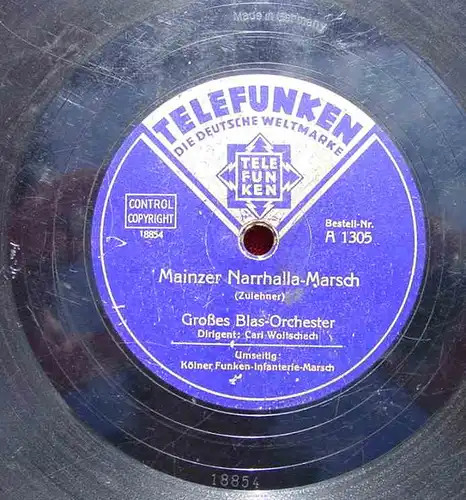 Made in Germany
TELEFUNKEN
DIE DEUTSCHE WELTMARKE
TELE
FUN
KEN
CONTROL
COPYRIGHT
18854
Bestell-Nr.
A 1305
Mainzer Narrhalla-Marsch
(Zulehner)
Großes Blas-Orchester
Dirigent: Carl Woitschach
Umseitig:
Kölner Funken-Infanterie-Marsch
18854